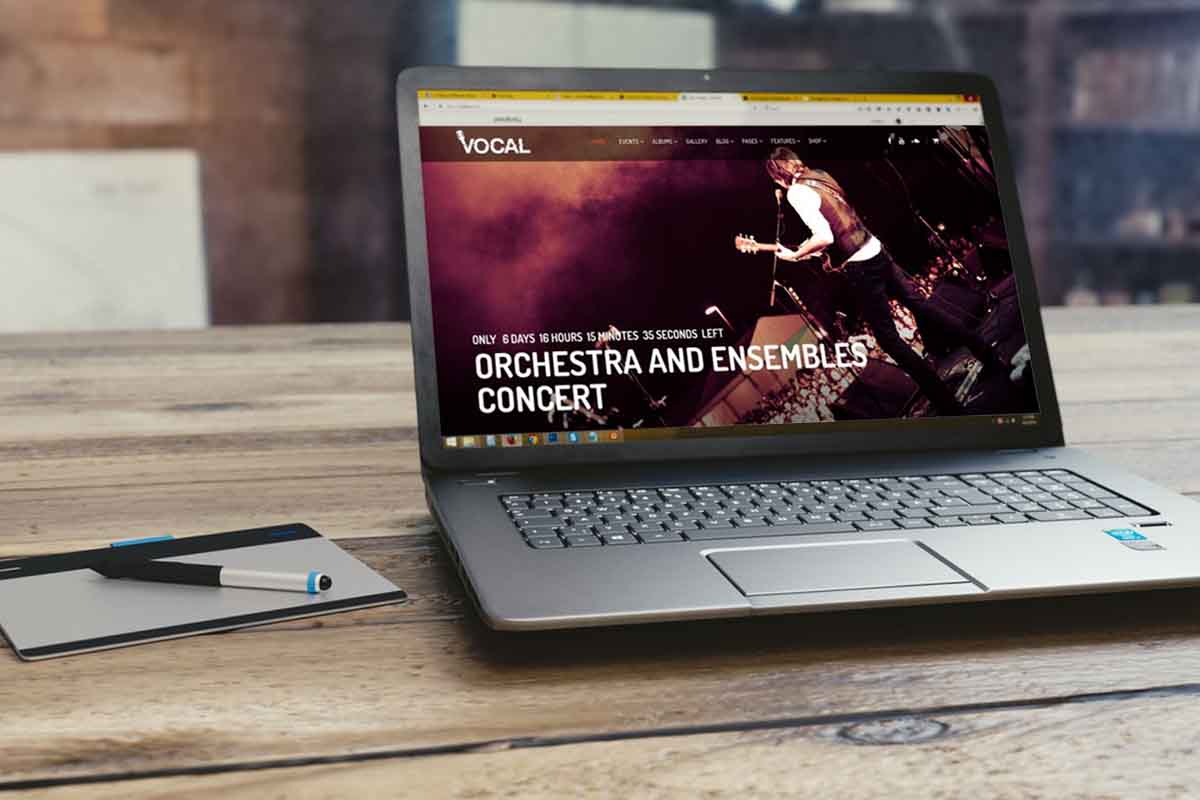 VOCAL
HOME EVENTS ALBUMS GALLERY BLOG PAGES FEATURES SHOP
ONLY 6 DAYS 16 HOURS 15 MINUTES 35 SECONDS LEFT
ORCHESTRA AND ENSEMBLES
CONCERT